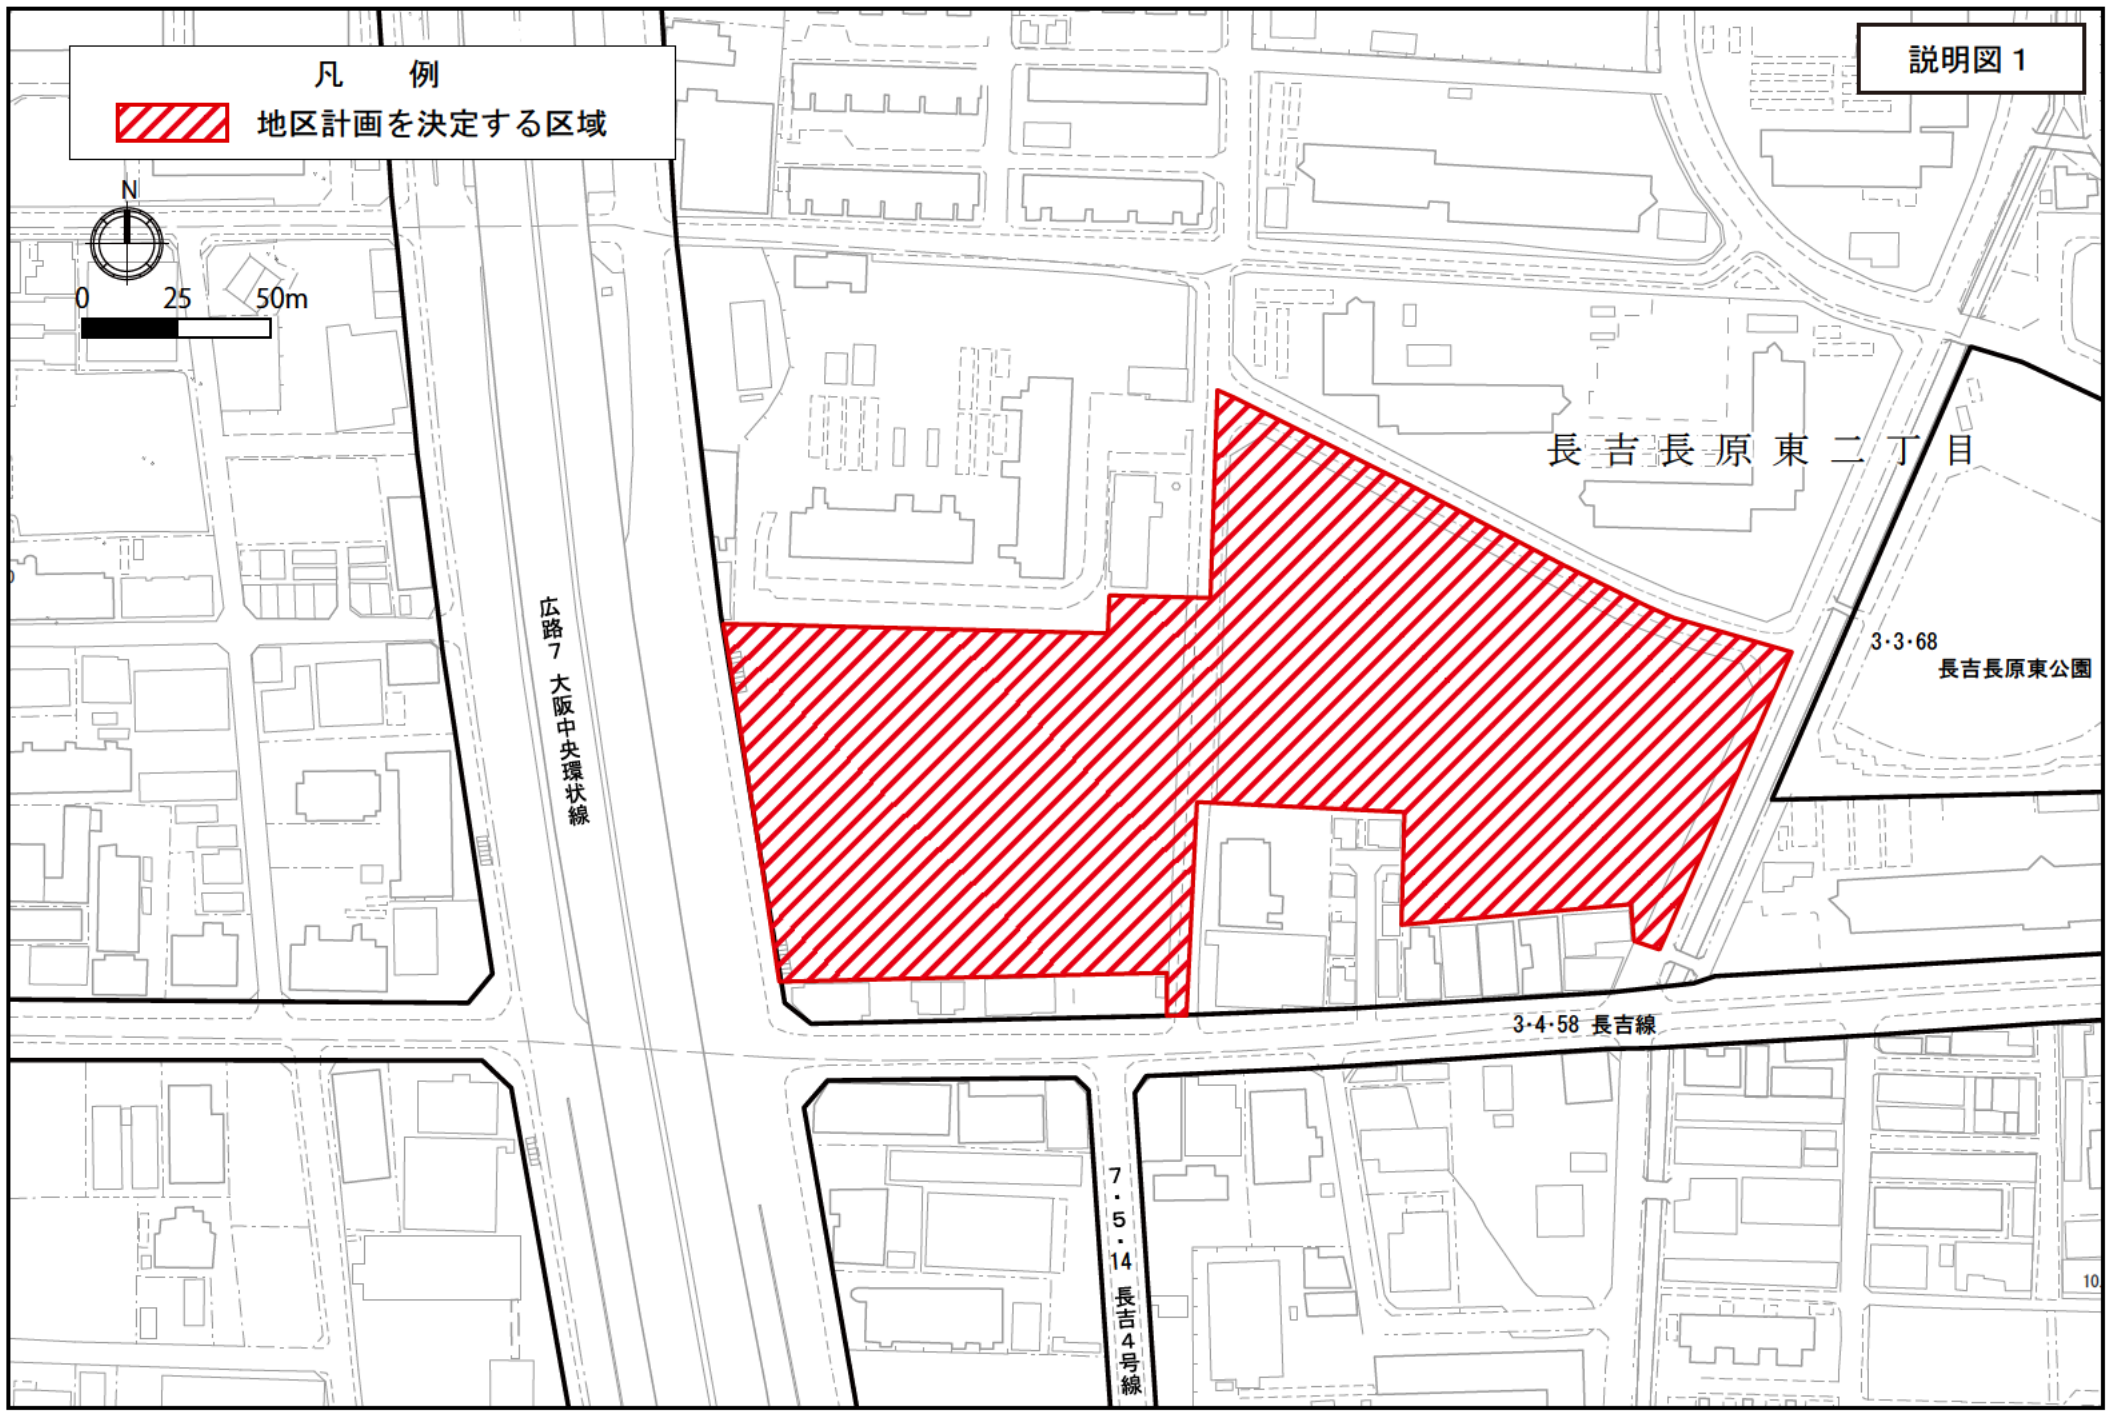 説明図1
凡 例
地区計画を決定する区域
N
0 25 50m
長吉長原東二丁目
3・3・68
長吉長原東公園
広路7 大阪中央環状線
3・4・58 長吉線
7・5・14 長吉4号線